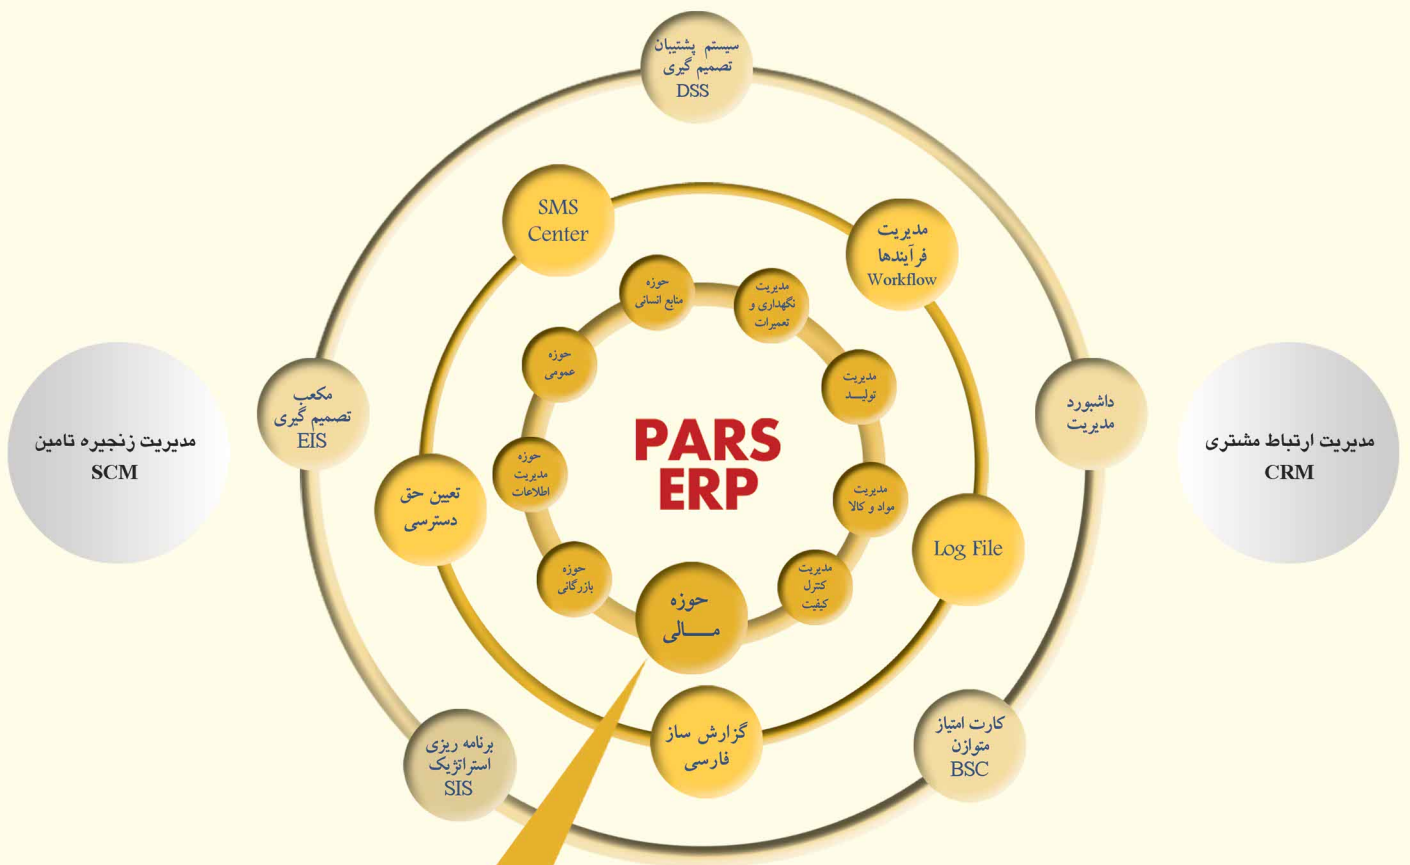 سیستم پشتیبان
تصمیم گیری
DSS
SMS
Center
مدیریت
فرآیندها
Workflow
حوزه
منابع انسانی
مدیریت
نگهداری و
تعمیرات
حوزه
عمومی
مدیریت
تولیـــد
مکعب
تصمیم گیری
EIS
داشبورد
مدیریت
مدیریت زنجیره تامین
SCM
مدیریت ارتباط مشتری
CRM
PARS
ERP
حوزه
مدیریت
اطلاعات
مدیریت
مواد و کالا
تعیین حق
دسترسی
Log File
حوزه
بازرگانی
مدیریت
کنترل
کیفیت
حوزه
مـــــالی
گزارش ساز
فارسی
برنامه ریزی
استراتژیک
SIS
کارت امتیاز
متوازن
BSC